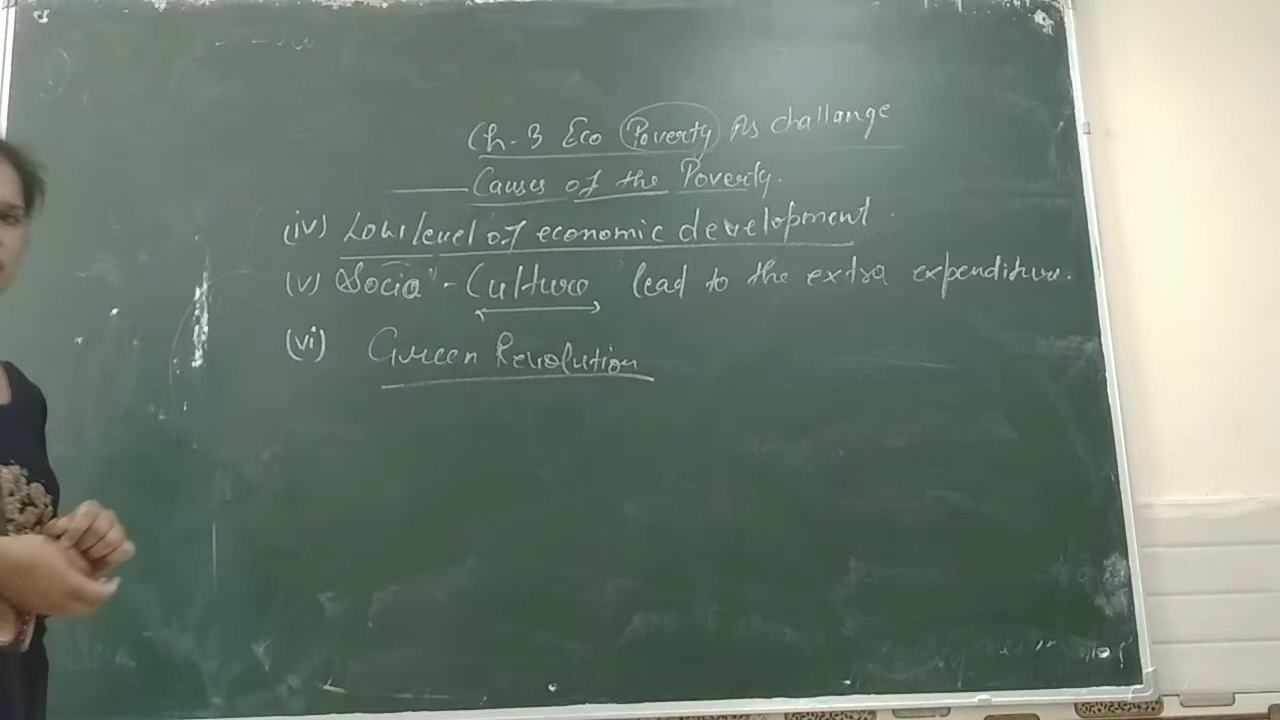 Ch-3 Eco Poverty As challange
Causes of the Poverty.
(iv) Low level of economic development.
(v) Socio - Culture lead to the extra expenditure.
(vi) Green Revolution